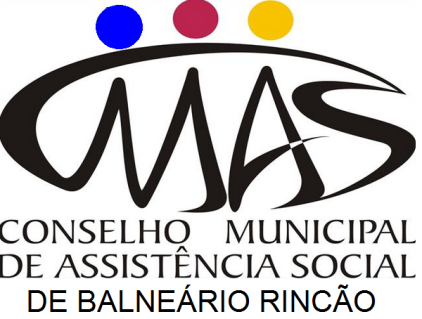 CMAS
CONSELHO MUNICIPAL
DE ASSISTÊNCIA SOCIAL
DE BALNEÁRIO RINCÃO